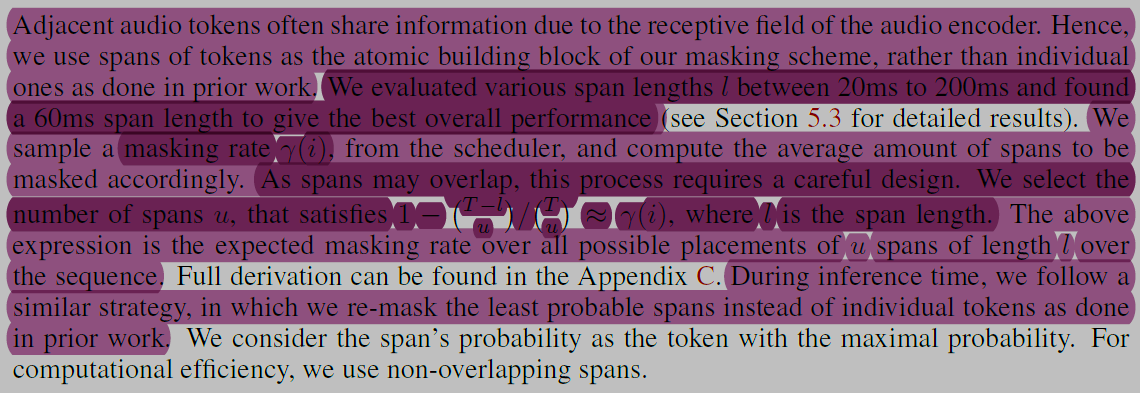 Adjacent audio tokens often share information due to the receptive field of the audio encoder. Hence,
we use spans of tokens as the atomic building block of our masking scheme, rather than individual
ones as done in prior work. We evaluated various span lengths l between 20ms to 200ms and found
a 60ms span length to give the best overall performance (see Section 5.3 for detailed results). We
sample a masking rate γ(i), from the scheduler, and compute the average amount of spans to be
masked accordingly. As spans may overlap, this process requires a careful design. We select the
number of spans u, that satisfies 1 − (T−l u)/(T u) ≈ γ(i), where l is the span length. The above
expression is the expected masking rate over all possible placements of u spans of length l over
the sequence. Full derivation can be found in the Appendix C. During inference time, we follow a
similar strategy, in which we re-mask the least probable spans instead of individual tokens as done
in prior work. We consider the span's probability as the token with the maximal probability. For
computational efficiency, we use non-overlapping spans.